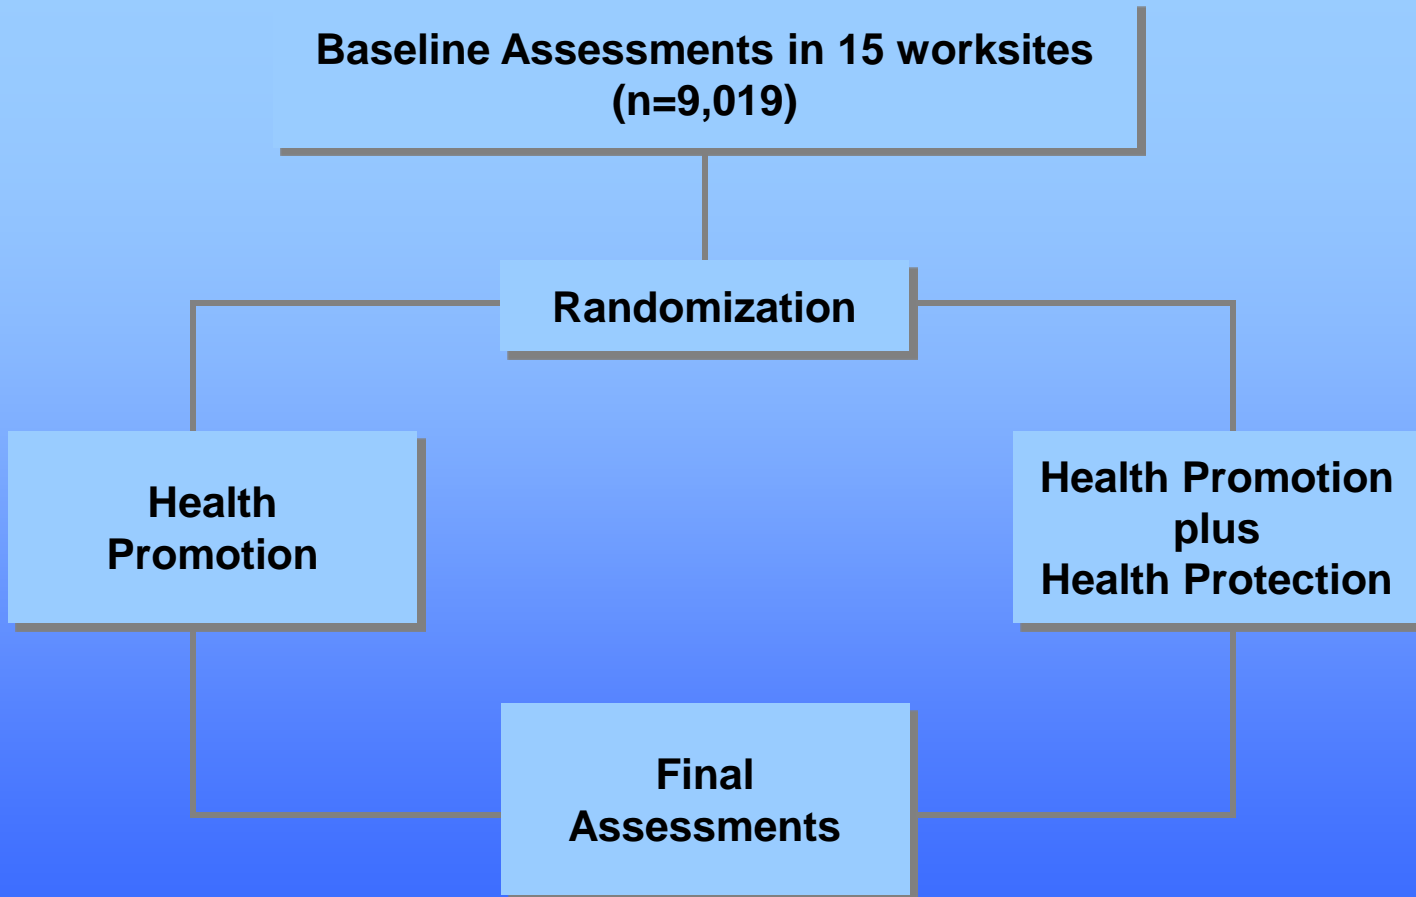 Baseline Assessments in 15 worksites
(n=9,019)
Randomization
Health
Promotion
Health Promotion
plus
Health Protection
Final
Assessments